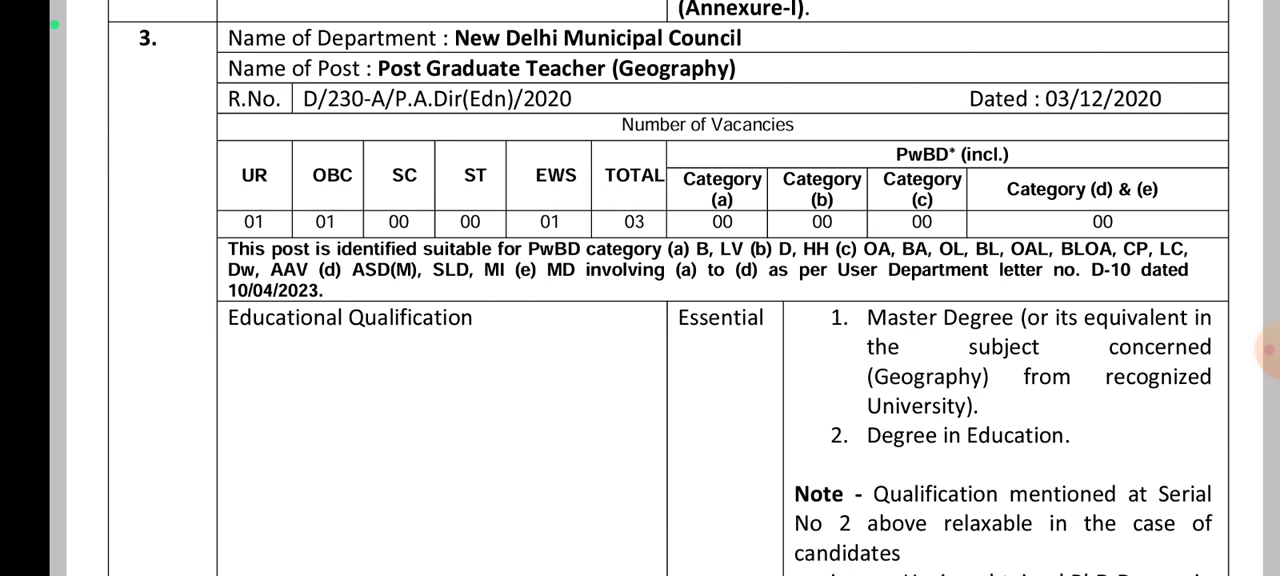 (Annexure-I).
3. Name of Department : New Delhi Municipal Council
Name of Post : Post Graduate Teacher (Geography)
R.No. D/230-A/P.A.Dir(Edn)/2020 Dated : 03/12/2020
Number of Vacancies
UR OBC SC ST EWS TOTAL PwBD* (incl.)
Category (a) Category (b) Category (c) Category (d) & (e)
01 01 00 00 01 03 00 00 00 00
This post is identified suitable for PwBD category (a) B, LV (b) D, HH (c) OA, BA, OL, BL, OAL, BLOA, CP, LC,
Dw, AAV (d) ASD(M), SLD, MI (e) MD involving (a) to (d) as per User Department letter no. D-10 dated
10/04/2023.
Educational Qualification Essential 1. Master Degree (or its equivalent in
the subject concerned
(Geography) from recognized
University).
2. Degree in Education.
Note - Qualification mentioned at Serial
No 2 above relaxable in the case of
candidates